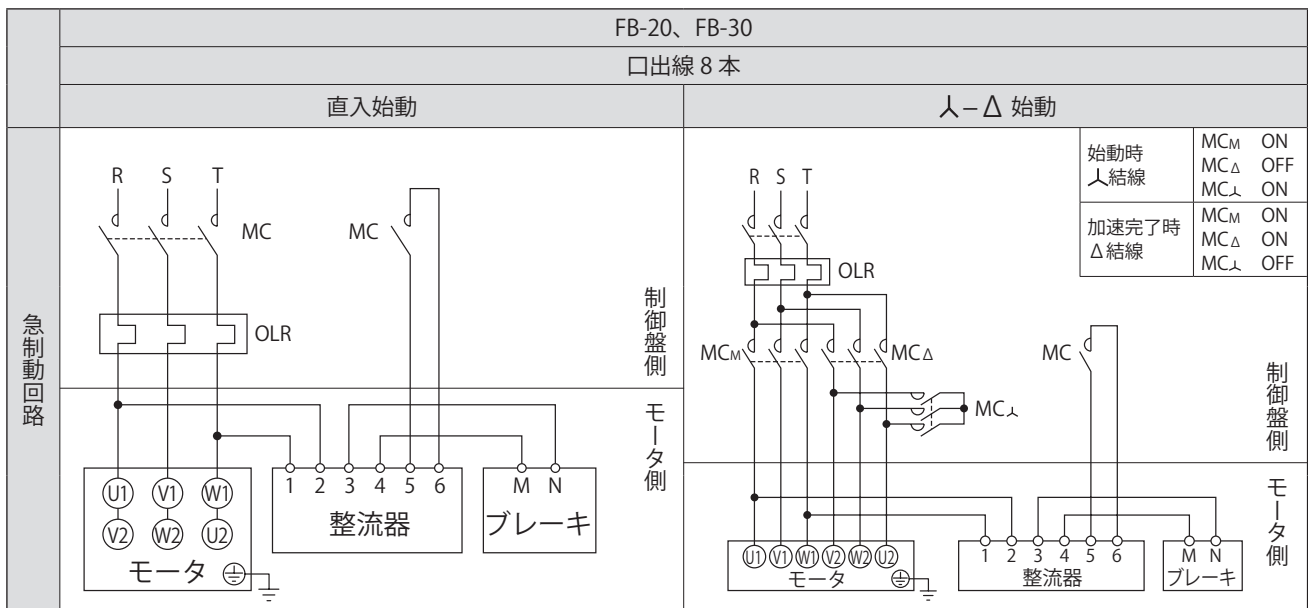 FB-20、FB-30
口出線 8 本
直入始動
人–Δ 始動
急制動回路
R S T
MC
MC
OLR
制御盤側
モータ側
U1 V1 W1
V2 W2 U2
モータ
1 2 3 4 5 6
整流器
M N
ブレーキ
始動時
人結線
MCM ON
MCΔ OFF
MC人 ON
加速完了時
Δ結線
MCM ON
MCΔ ON
MC人 OFF
R S T
OLR
MCM
MCΔ
MC
MC人
制御盤側
モータ側
U1 V1 W1 V2 W2 U2
モータ
1 2 3 4 5 6
整流器
M N
ブレーキ